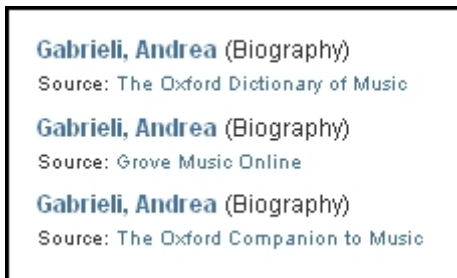 Gabrieli, Andrea (Biography)
Source: The Oxford Dictionary of Music
Gabrieli, Andrea (Biography)
Source: Grove Music Online
Gabrieli, Andrea (Biography)
Source: The Oxford Companion to Music